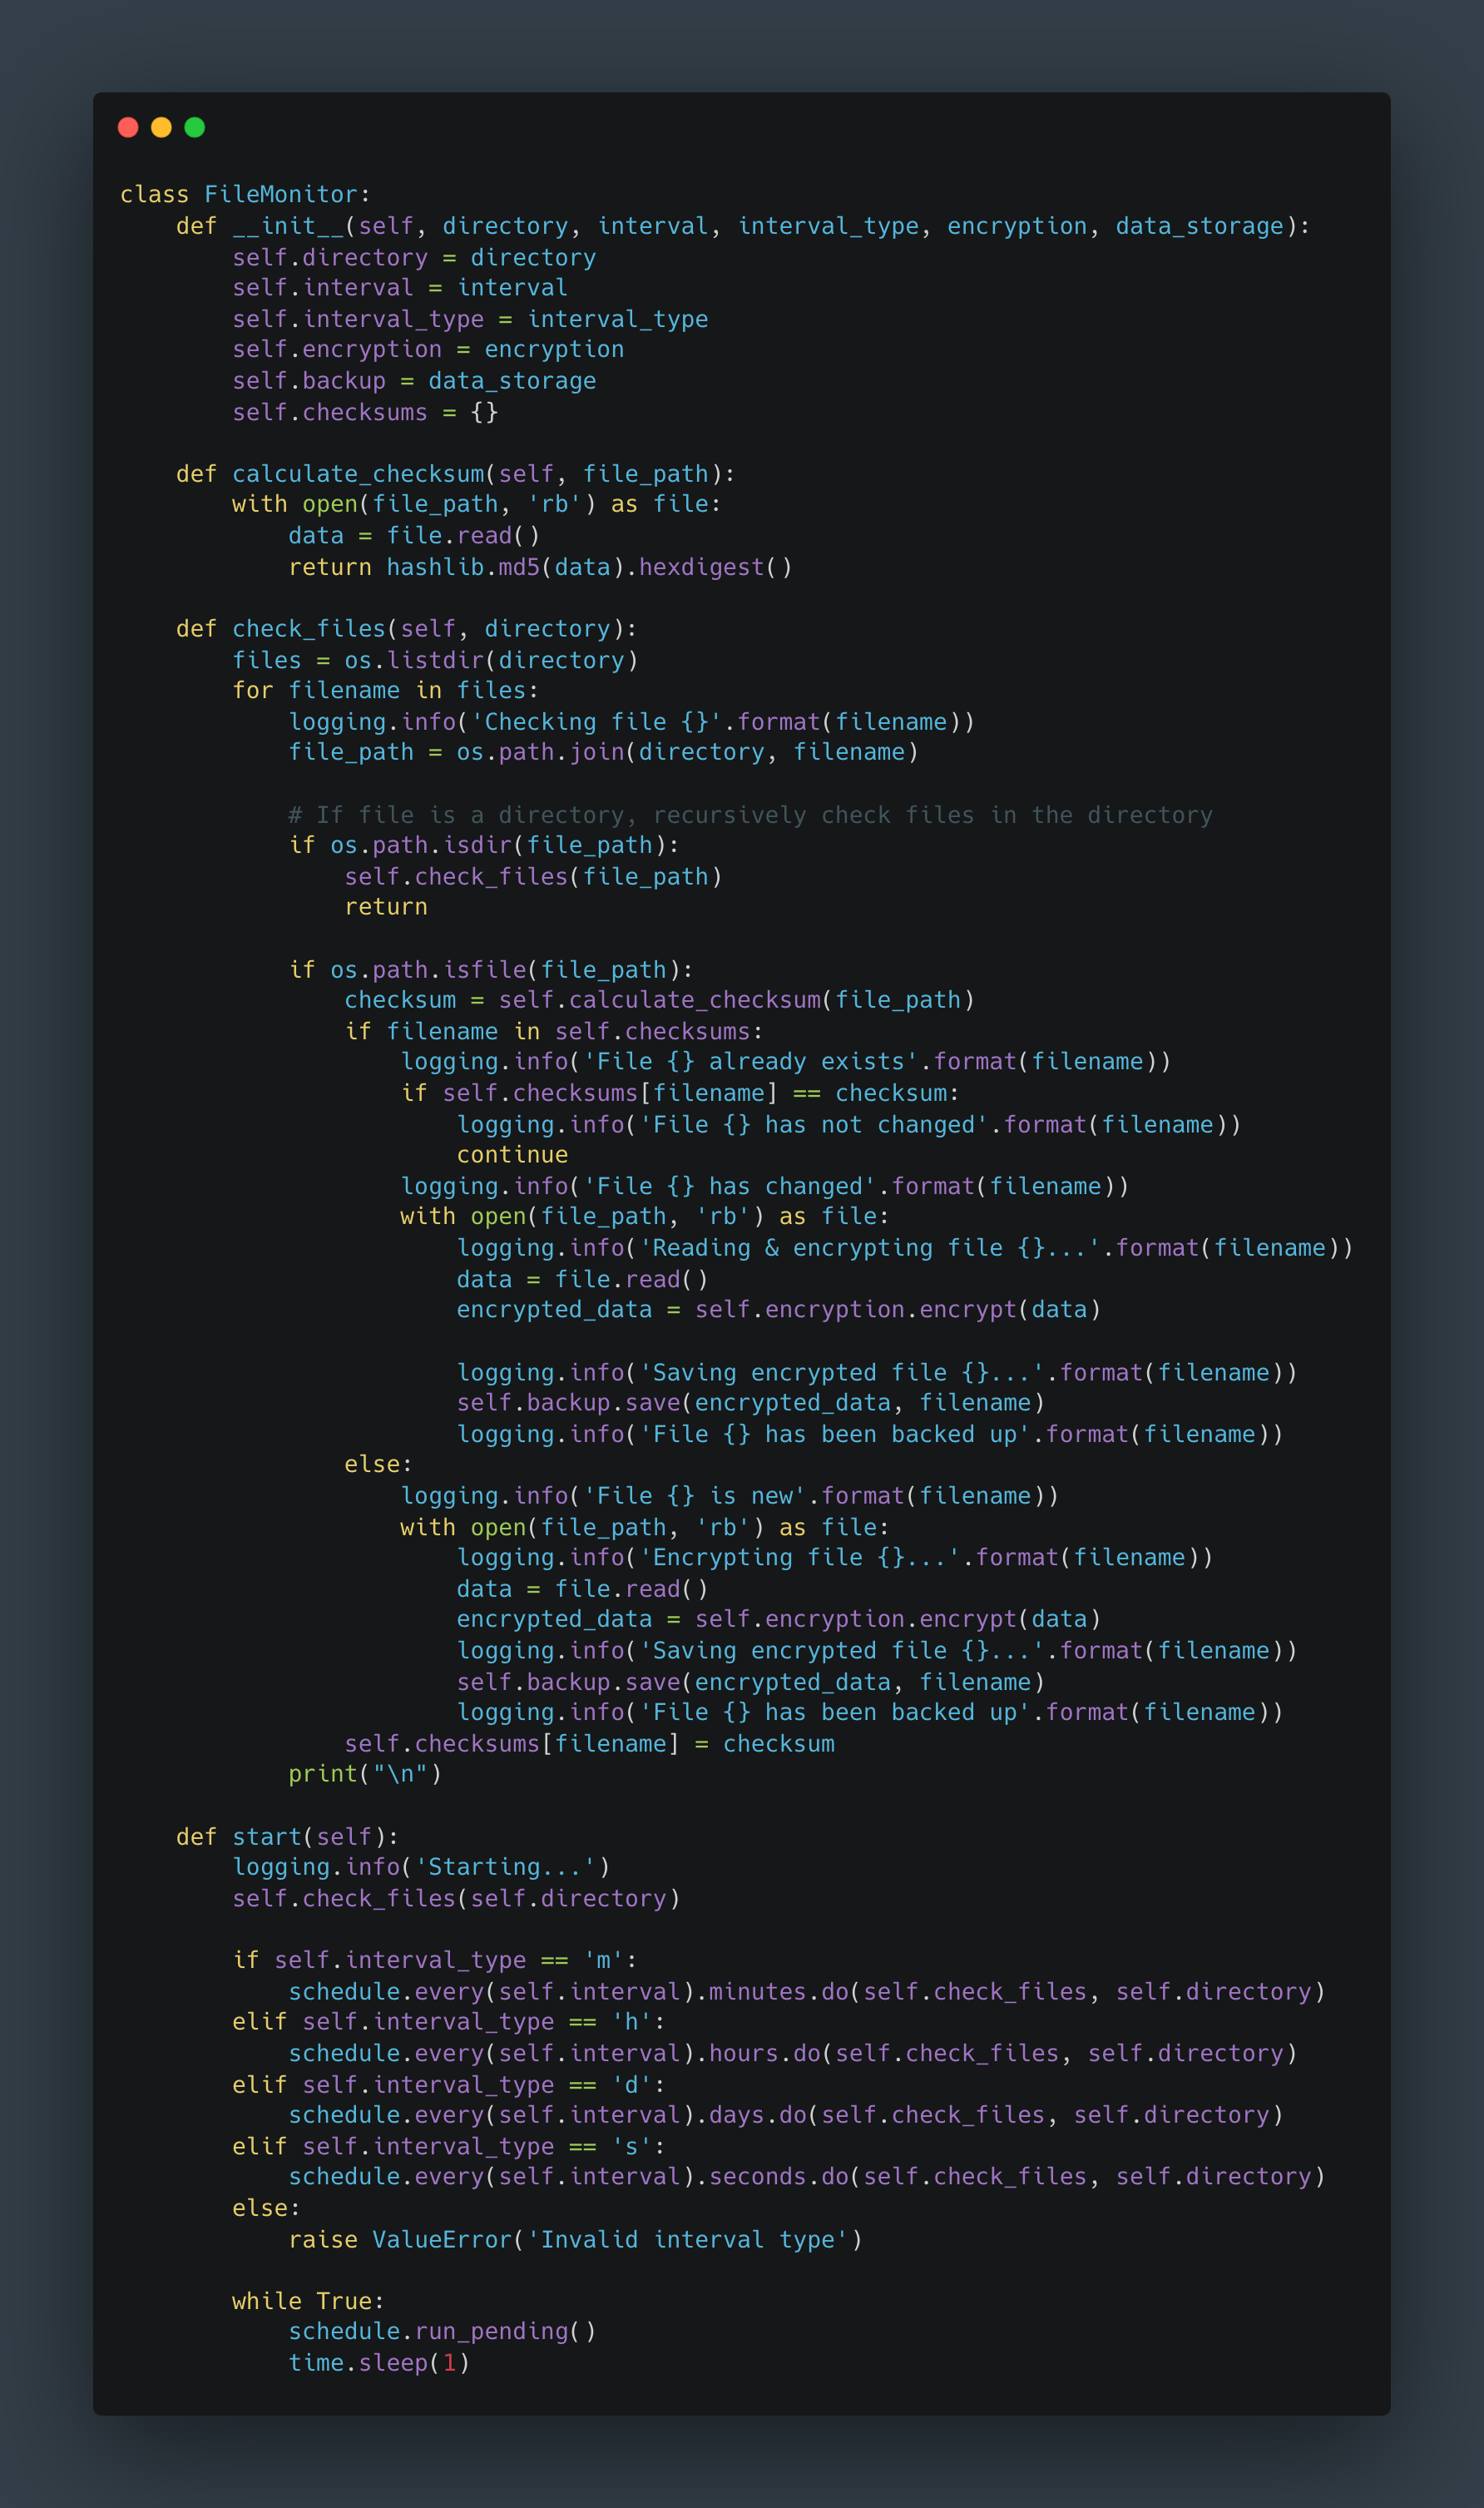 class FileMonitor:
    def __init__(self, directory, interval, interval_type, encryption, data_storage):
        self.directory = directory
        self.interval = interval
        self.interval_type = interval_type
        self.encryption = encryption
        self.backup = data_storage
        self.checksums = {}

    def calculate_checksum(self, file_path):
        with open(file_path, 'rb') as file:
            data = file.read()
            return hashlib.md5(data).hexdigest()

    def check_files(self, directory):
        files = os.listdir(directory)
        for filename in files:
            logging.info('Checking file {}'.format(filename))
            file_path = os.path.join(directory, filename)

            # If file is a directory, recursively check files in the directory
            if os.path.isdir(file_path):
                self.check_files(file_path)
                return

            if os.path.isfile(file_path):
                checksum = self.calculate_checksum(file_path)
                if filename in self.checksums:
                    logging.info('File {} already exists'.format(filename))
                    if self.checksums[filename] == checksum:
                        logging.info('File {} has not changed'.format(filename))
                        continue
                    logging.info('File {} has changed'.format(filename))
                    with open(file_path, 'rb') as file:
                        logging.info('Reading & encrypting file {}...'.format(filename))
                        data = file.read()
                        encrypted_data = self.encryption.encrypt(data)

                        logging.info('Saving encrypted file {}...'.format(filename))
                        self.backup.save(encrypted_data, filename)
                        logging.info('File {} has been backed up'.format(filename))
                else:
                    logging.info('File {} is new'.format(filename))
                    with open(file_path, 'rb') as file:
                        logging.info('Encrypting file {}...'.format(filename))
                        data = file.read()
                        encrypted_data = self.encryption.encrypt(data)
                        logging.info('Saving encrypted file {}...'.format(filename))
                        self.backup.save(encrypted_data, filename)
                        logging.info('File {} has been backed up'.format(filename))
                self.checksums[filename] = checksum
            print("\n")

    def start(self):
        logging.info('Starting...')
        self.check_files(self.directory)

        if self.interval_type == 'm':
            schedule.every(self.interval).minutes.do(self.check_files, self.directory)
        elif self.interval_type == 'h':
            schedule.every(self.interval).hours.do(self.check_files, self.directory)
        elif self.interval_type == 'd':
            schedule.every(self.interval).days.do(self.check_files, self.directory)
        elif self.interval_type == 's':
            schedule.every(self.interval).seconds.do(self.check_files, self.directory)
        else:
            raise ValueError('Invalid interval type')

        while True:
            schedule.run_pending()
            time.sleep(1)